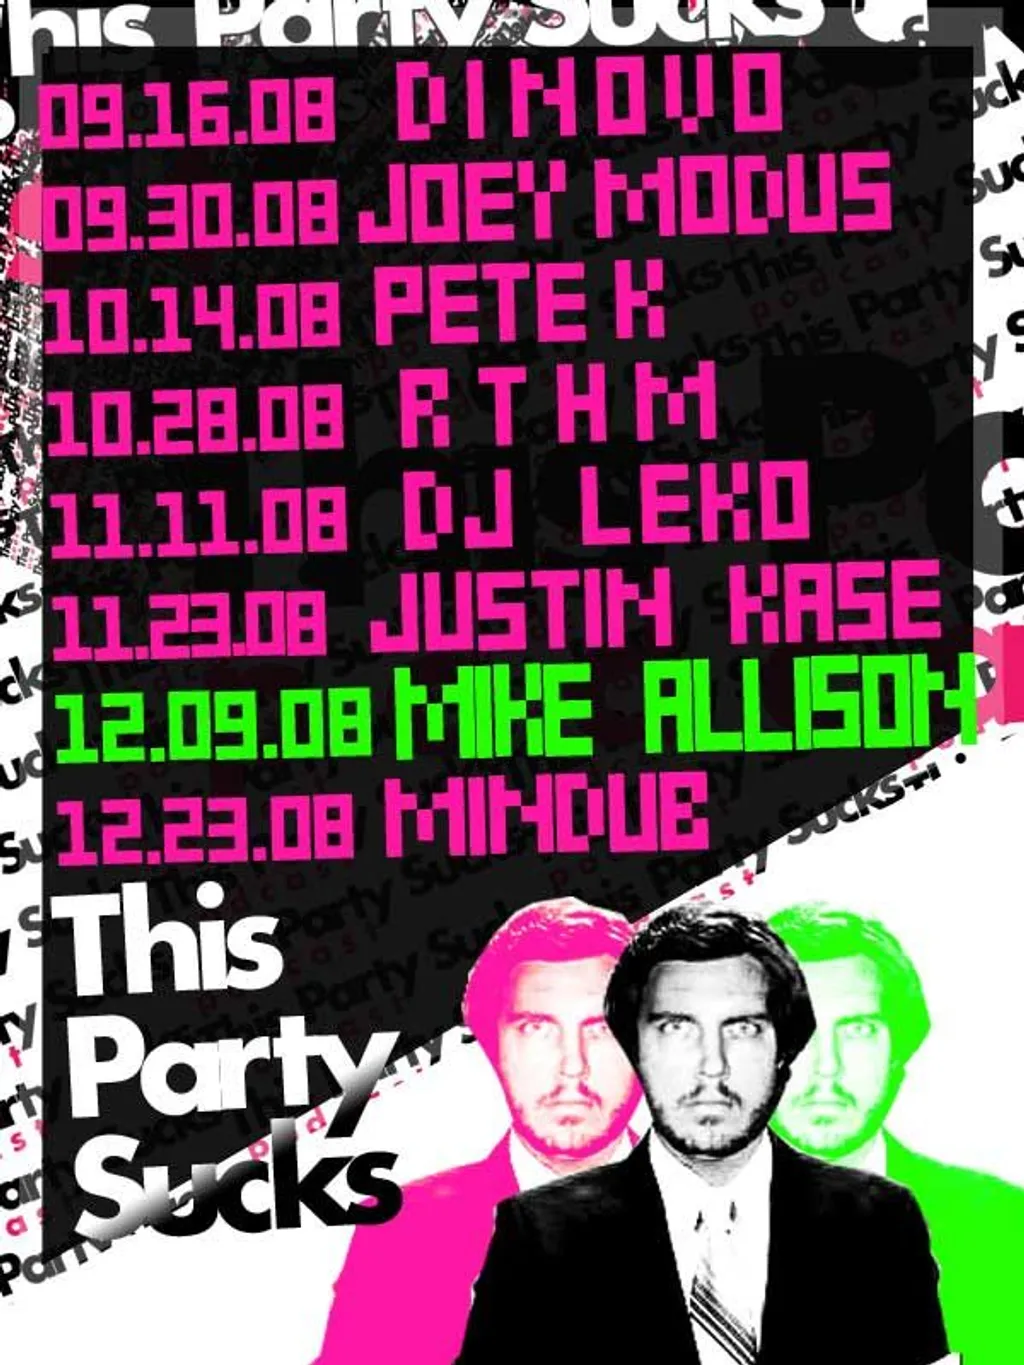 This Party Sucks
09.16.08 DINOVO
09.30.08 JOEY MODUS
10.14.08 PETE K
10.28.08 RTHM
11.11.08 DJ LEKO
11.23.08 JUSTIN KASE
12.09.08 MIKE ALLISON
12.23.08 MINDUB
This
Party
Sucks